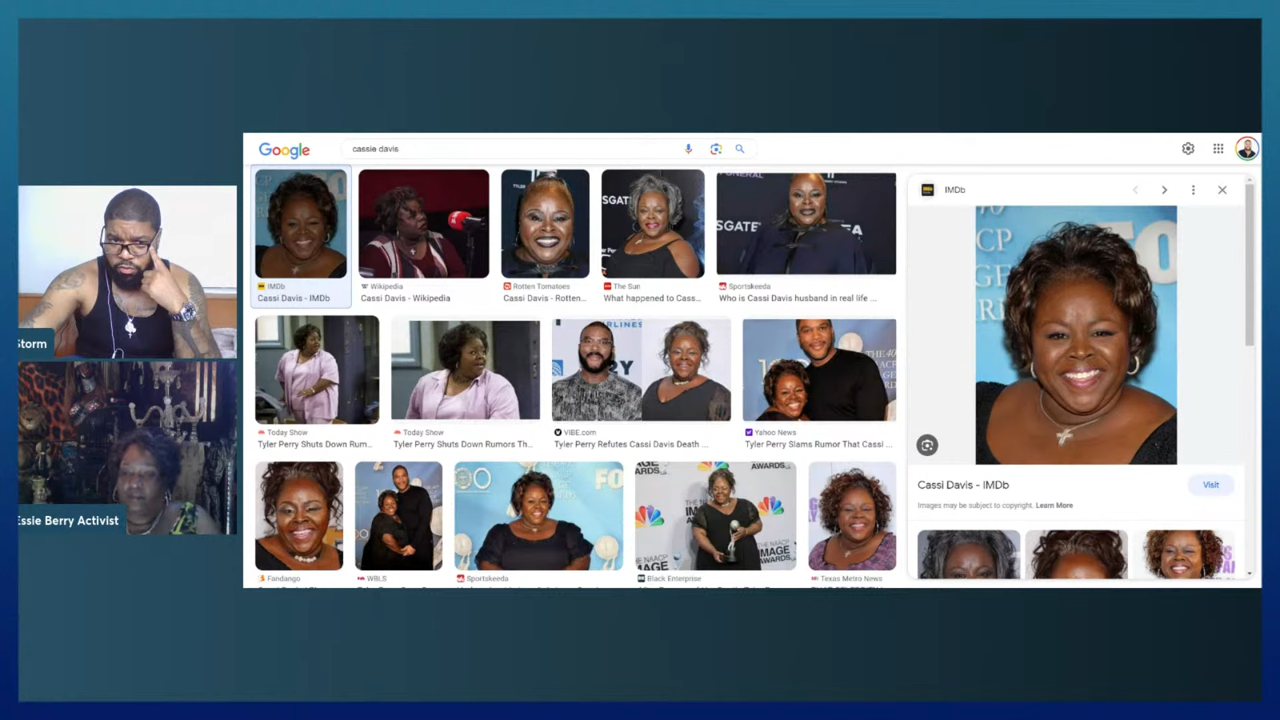 Google
cassie davis
IMDb
IMDb
Cassi Davis - IMDb
Wikipedia
Cassi Davis - Wikipedia
Rotten Tomatoes
Cassi Davis - Rotten...
The Sun
What happened to Cass...
Sportskeeda
Who is Cassi Davis husband in real life ...
Storm
Today Show
Tyler Perry Shuts Down Rum...
Today Show
Tyler Perry Shuts Down Rumors Th...
VIBE.com
Tyler Perry Refutes Cassi Davis Death ...
Yahoo News
Tyler Perry Slams Rumor That Cassi ...
Cassi Davis - IMDb
Visit
Images may be subject to copyright. Learn More
Essie Berry Activist
Fandango
WBLS
Sportskeeda
Black Enterprise
Texas Metro News